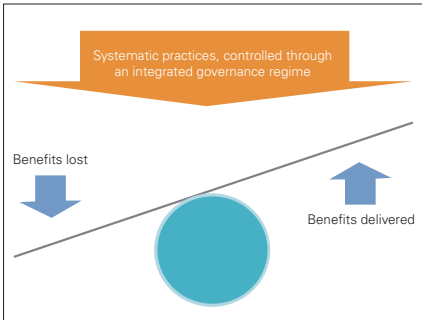 Systematic practices, controlled through
an integrated governance regime
Benefits lost
Benefits delivered